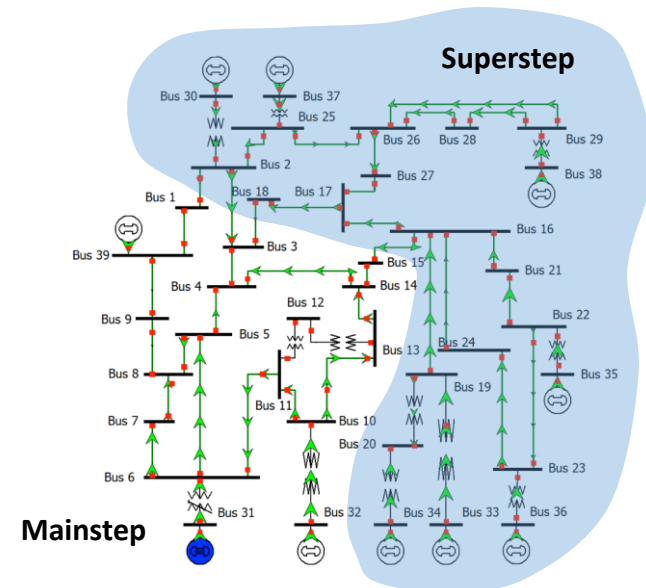 Superstep
Bus 30
Bus 37
Bus 25
Bus 26
Bus 28
Bus 29
Bus 2
Bus 38
Bus 27
Bus 18
Bus 17
Bus 1
Bus 16
Bus 3
Bus 39
Bus 15
Bus 21
Bus 4
Bus 14
Bus 12
Bus 9
Bus 5
Bus 22
Bus 13
Bus 24
Bus 8
Bus 35
Bus 19
Bus 11
Bus 7
Bus 10
Bus 20
Bus 23
Bus 6
Bus 31
Bus 32
Bus 34
Bus 33
Bus 36
Mainstep